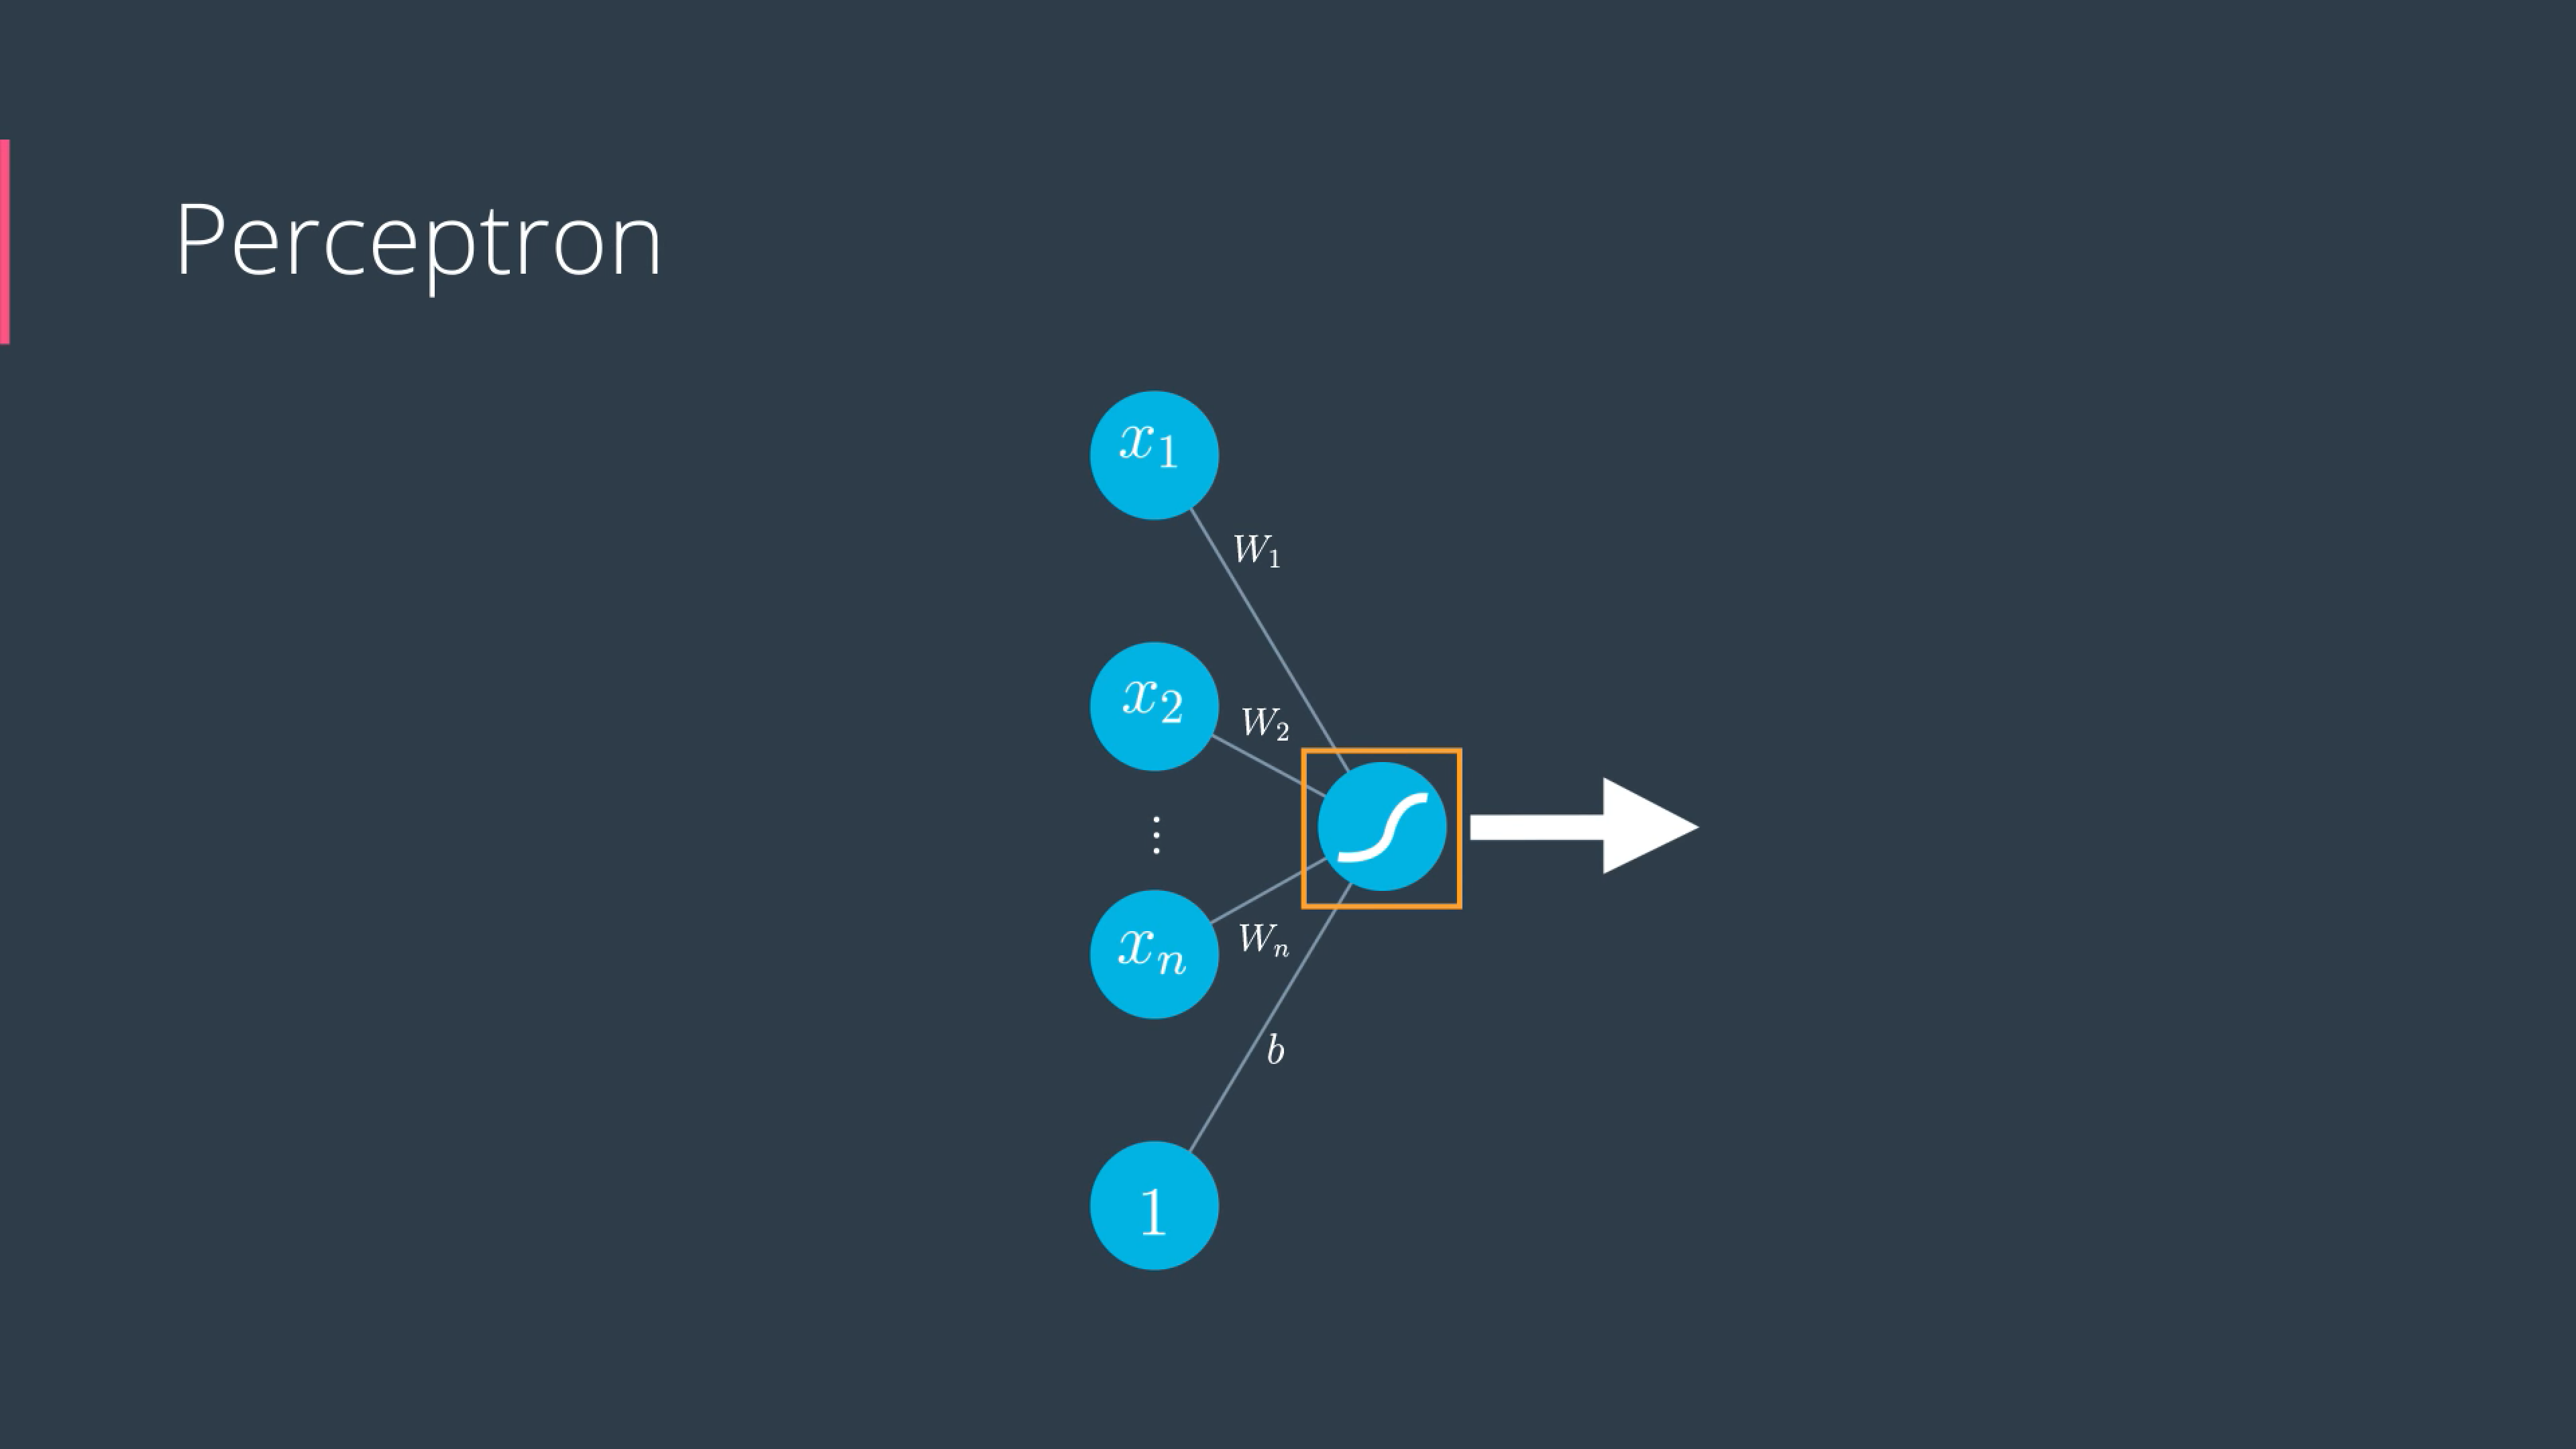 Perceptron
x₁
W₁
x₂
W₂
⋮
xₙ
Wₙ
b
1